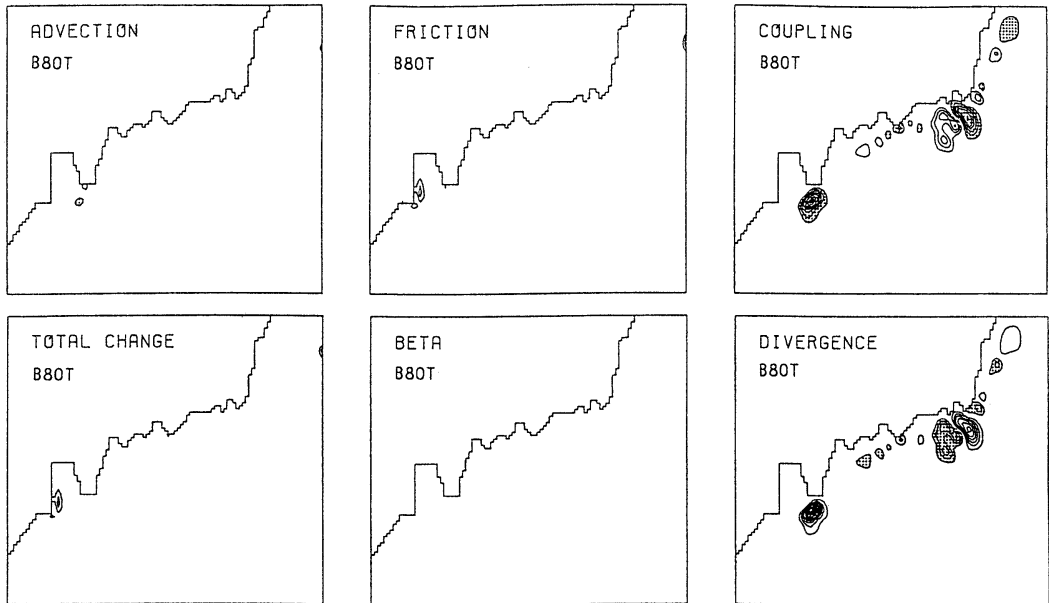 ADVECTION
B80T
FRICTION
B80T
COUPLING
B80T
TOTAL CHANGE
B80T
BETA
B80T
DIVERGENCE
B80T